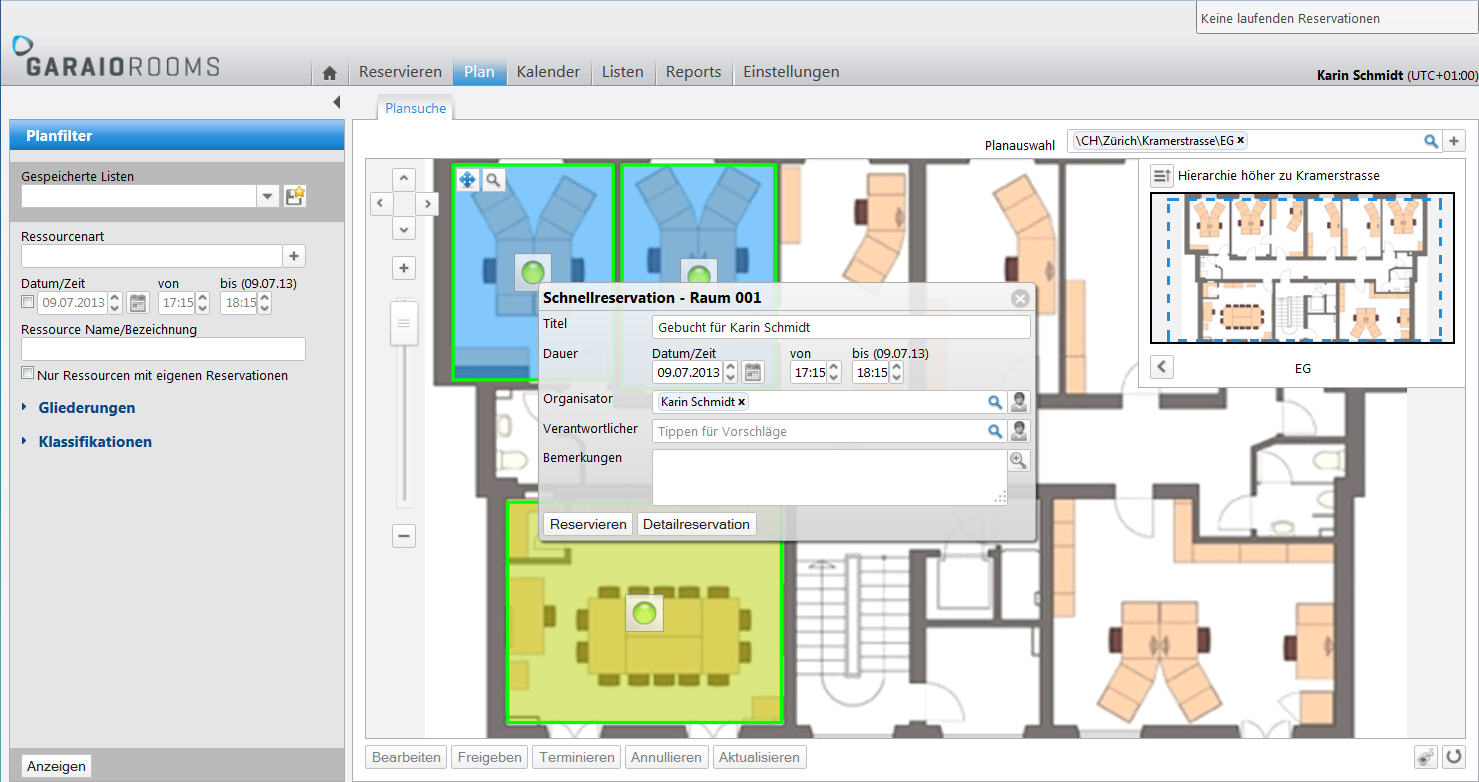 Keine laufenden Reservationen
GARAIOROOMS
Reservieren Plan Kalender Listen Reports Einstellungen
Karin Schmidt (UTC+01:00)
Plansuche
Planfilter
Planauswahl \CH\Zürich\Kramerstrasse\EG
Gespeicherte Listen
Hierarchie höher zu Kramerstrasse
Ressourcenart
Datum/Zeit von bis (09.07.13)
09.07.2013 17:15 18:15
Ressource Name/Bezeichnung
Nur Ressourcen mit eigenen Reservationen
Gliederungen
Klassifikationen
EG
Schnellreservation - Raum 001
Titel Gebucht für Karin Schmidt
Dauer Datum/Zeit von bis (09.07.13)
09.07.2013 17:15 18:15
Organisator Karin Schmidt
Verantwortlicher Tippen für Vorschläge
Bemerkungen
Reservieren Detailreservation
Anzeigen
Bearbeiten Freigeben Terminieren Annullieren Aktualisieren